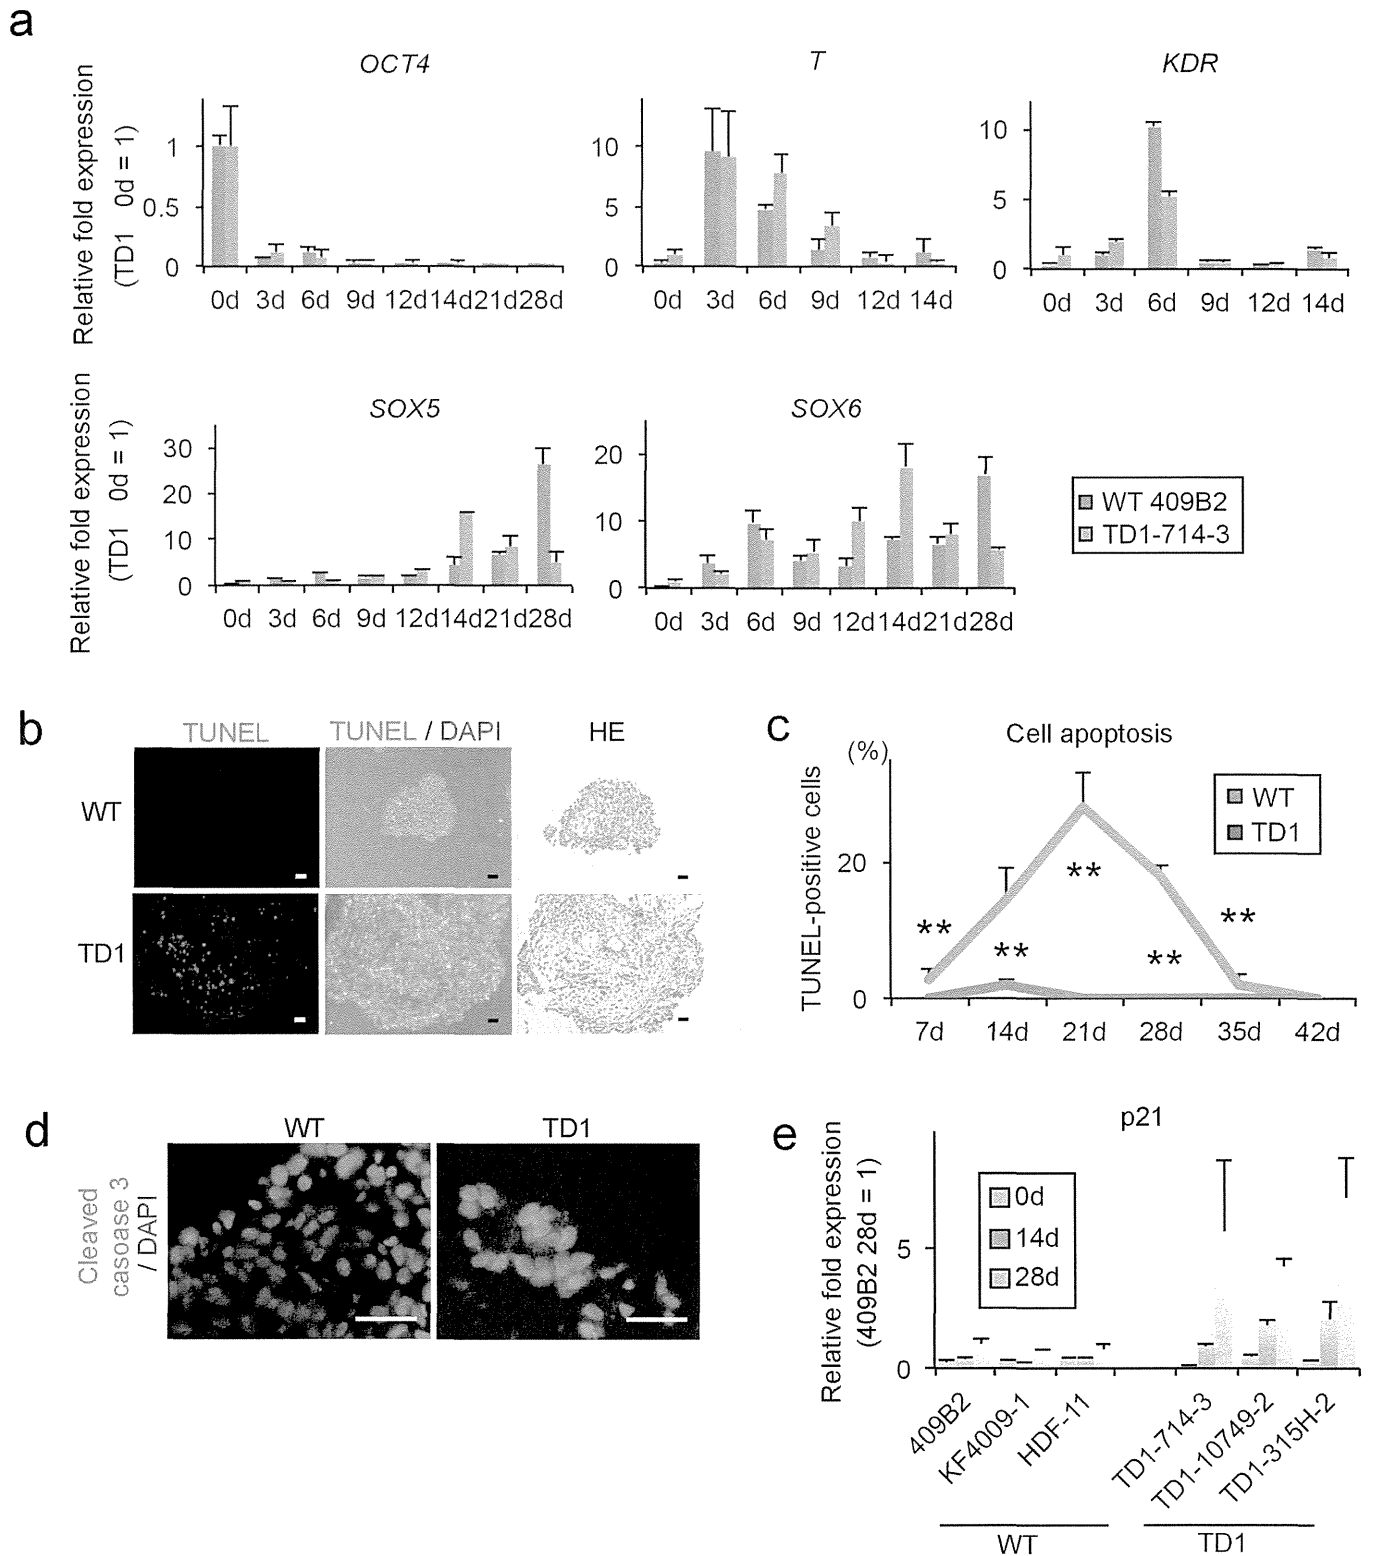 a
OCT4
T
KDR
Relative fold expression
(TD1 0d = 1)
1
0.5
0
0d 3d 6d 9d 12d 14d 21d 28d
10
5
0
0d 3d 6d 9d 12d 14d
10
5
0
0d 3d 6d 9d 12d 14d
SOX5
SOX6
Relative fold expression
(TD1 0d = 1)
30
20
10
0
0d 3d 6d 9d 12d 14d 21d 28d
20
10
0
0d 3d 6d 9d 12d 14d 21d 28d
WT 409B2
TD1-714-3
b
TUNEL
TUNEL / DAPI
HE
WT
TD1
c
Cell apoptosis
(%)
TUNEL-positive cells
20
0
WT
TD1
**
**
**
**
**
7d 14d 21d 28d 35d 42d
d
WT
TD1
Cleaved
casoase 3
/ DAPI
e
p21
Relative fold expression
(409B2 28d = 1)
5
0
0d
14d
28d
409B2
KF4009-1
HDF-11
TD1-714-3
TD1-10749-2
TD1-315H-2
WT
TD1